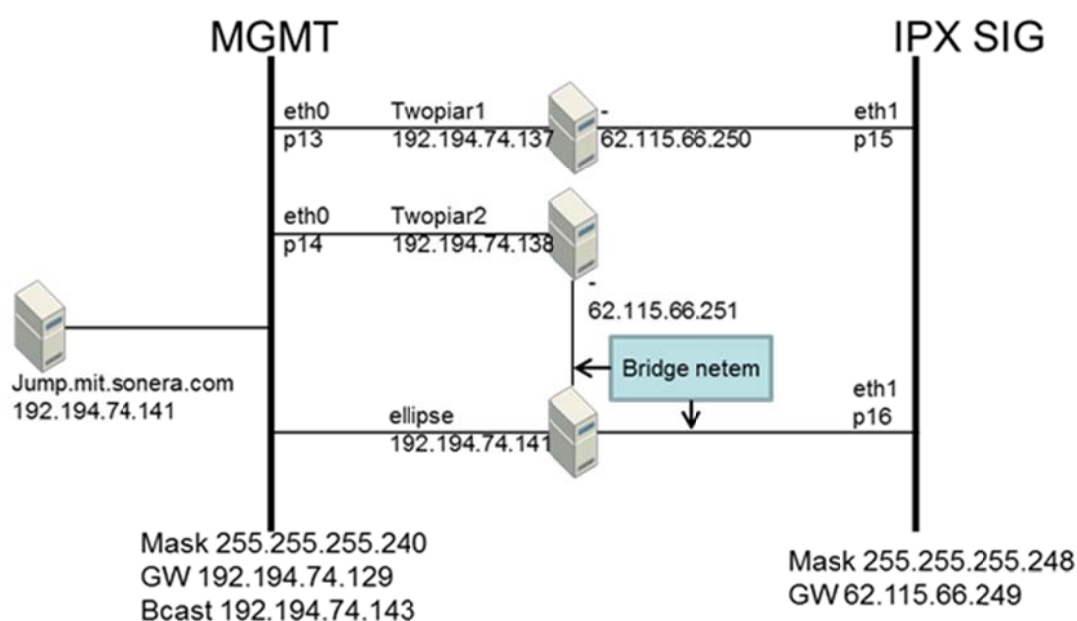 MGMT
IPX SIG
eth0
Twopiar1
-
eth1
p13
192.194.74.137
62.115.66.250
p15
eth0
Twopiar2
p14
192.194.74.138
-
62.115.66.251
Bridge netem
Jump.mit.sonera.com
192.194.74.141
eth1
ellipse
p16
192.194.74.141
Mask 255.255.255.240
GW 192.194.74.129
Bcast 192.194.74.143
Mask 255.255.255.248
GW 62.115.66.249